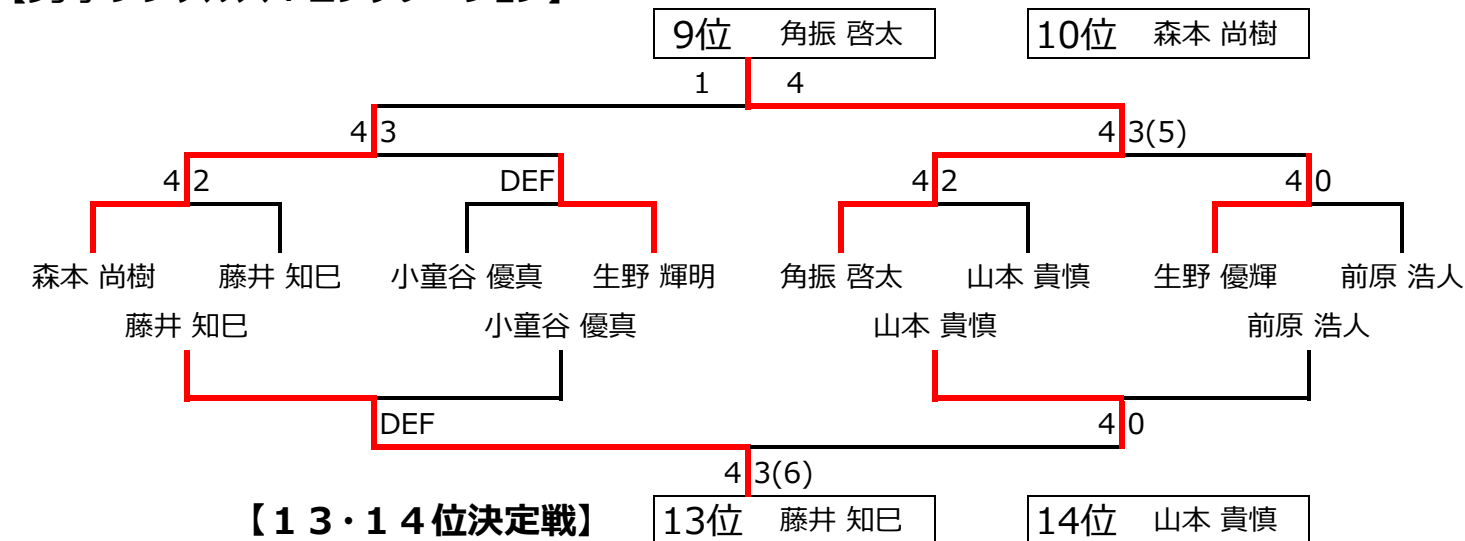 9位 角振 啓太 10位 森本 尚樹
1 4
4 3 4 3(5)
4 2 DEF 4 2 4 0
森本 尚樹 藤井 知巳 小童谷 優真 生野 輝明 角振 啓太 山本 貴慎 生野 優輝 前原 浩人
藤井 知巳 小童谷 優真 山本 貴慎 前原 浩人
DEF 4 0
4 3(6)
【１３・１４位決定戦】 13位 藤井 知巳 14位 山本 貴慎